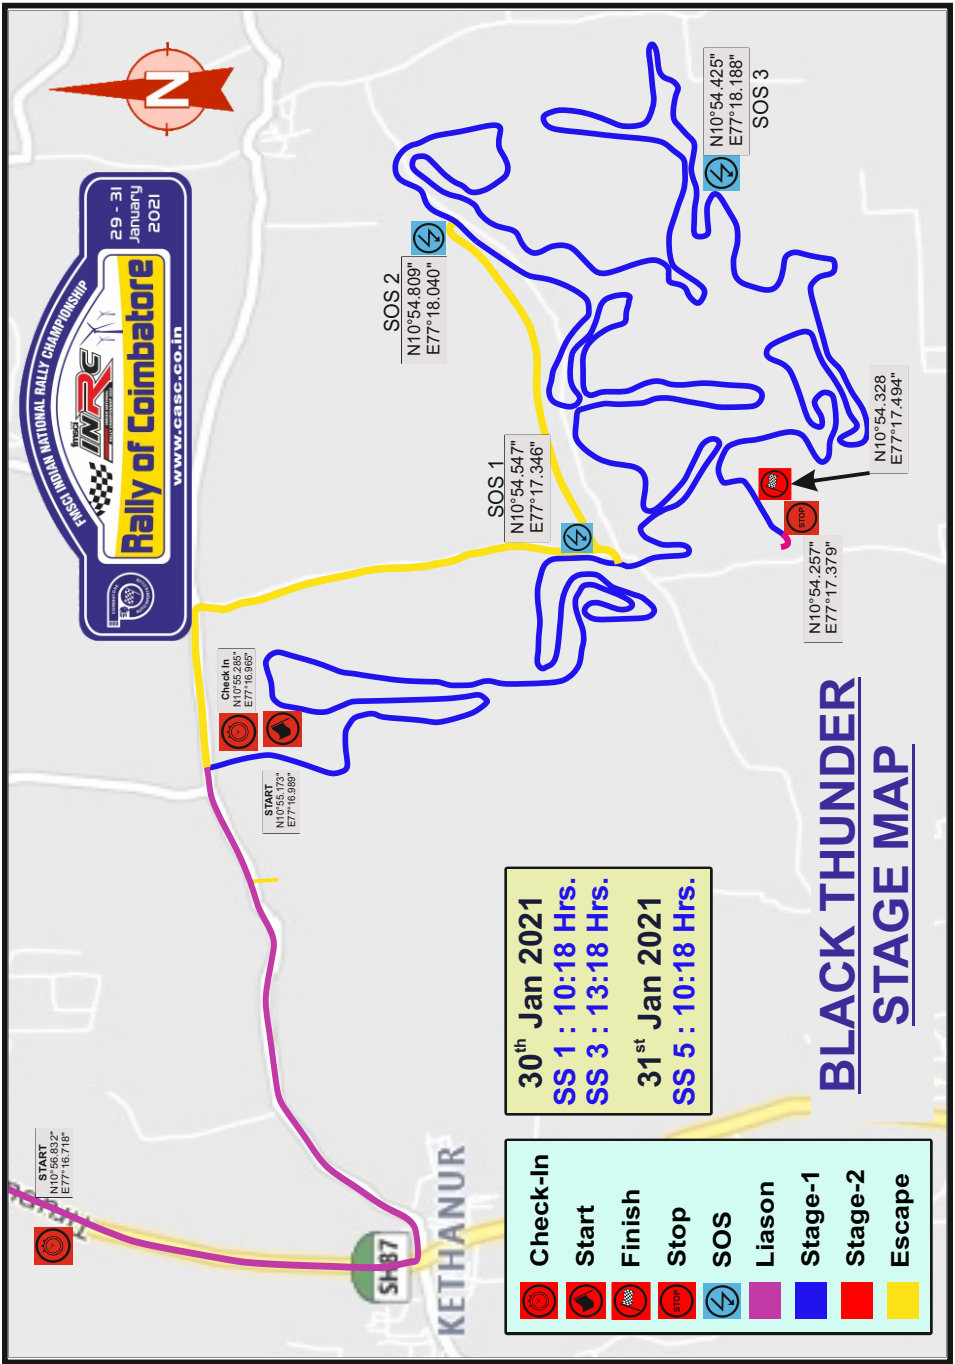 N
FMSCI INDIAN NATIONAL RALLY CHAMPIONSHIP
29 - 31
January
2021
fmsci
INRC
Rally of Coimbatore
www.casc.co.in
SOS 3
N10°54.425"
E77°18.188"
SOS 2
N10°54.809"
E77°18.040"
SOS 1
N10°54.547"
E77°17.346"
N10°54.328
E77°17.494"
STOP
N10°54.257"
E77°17.379"
Check In
N10°55.285"
E77°16.965"
START
N10°55.173"
E77°16.989"
START
N10°56.832"
E77°16.718"
SH87
KETHANUR
30th Jan 2021
SS 1 : 10:18 Hrs.
SS 3 : 13:18 Hrs.
31st Jan 2021
SS 5 : 10:18 Hrs.
BLACK THUNDER
STAGE MAP
Check-In
Start
Finish
STOP
Stop
SOS
Liason
Stage-1
Stage-2
Escape